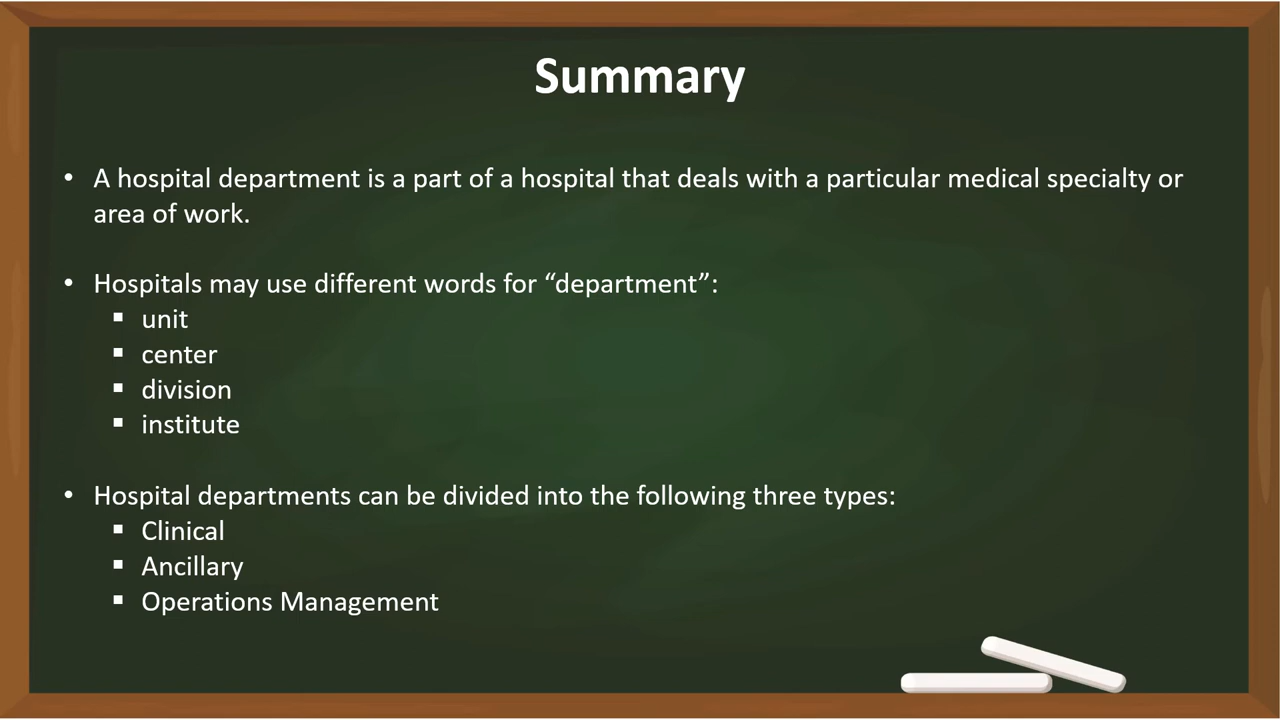 Summary
• A hospital department is a part of a hospital that deals with a particular medical specialty or
area of work.
• Hospitals may use different words for “department”:
▪ unit
▪ center
▪ division
▪ institute
• Hospital departments can be divided into the following three types:
▪ Clinical
▪ Ancillary
▪ Operations Management